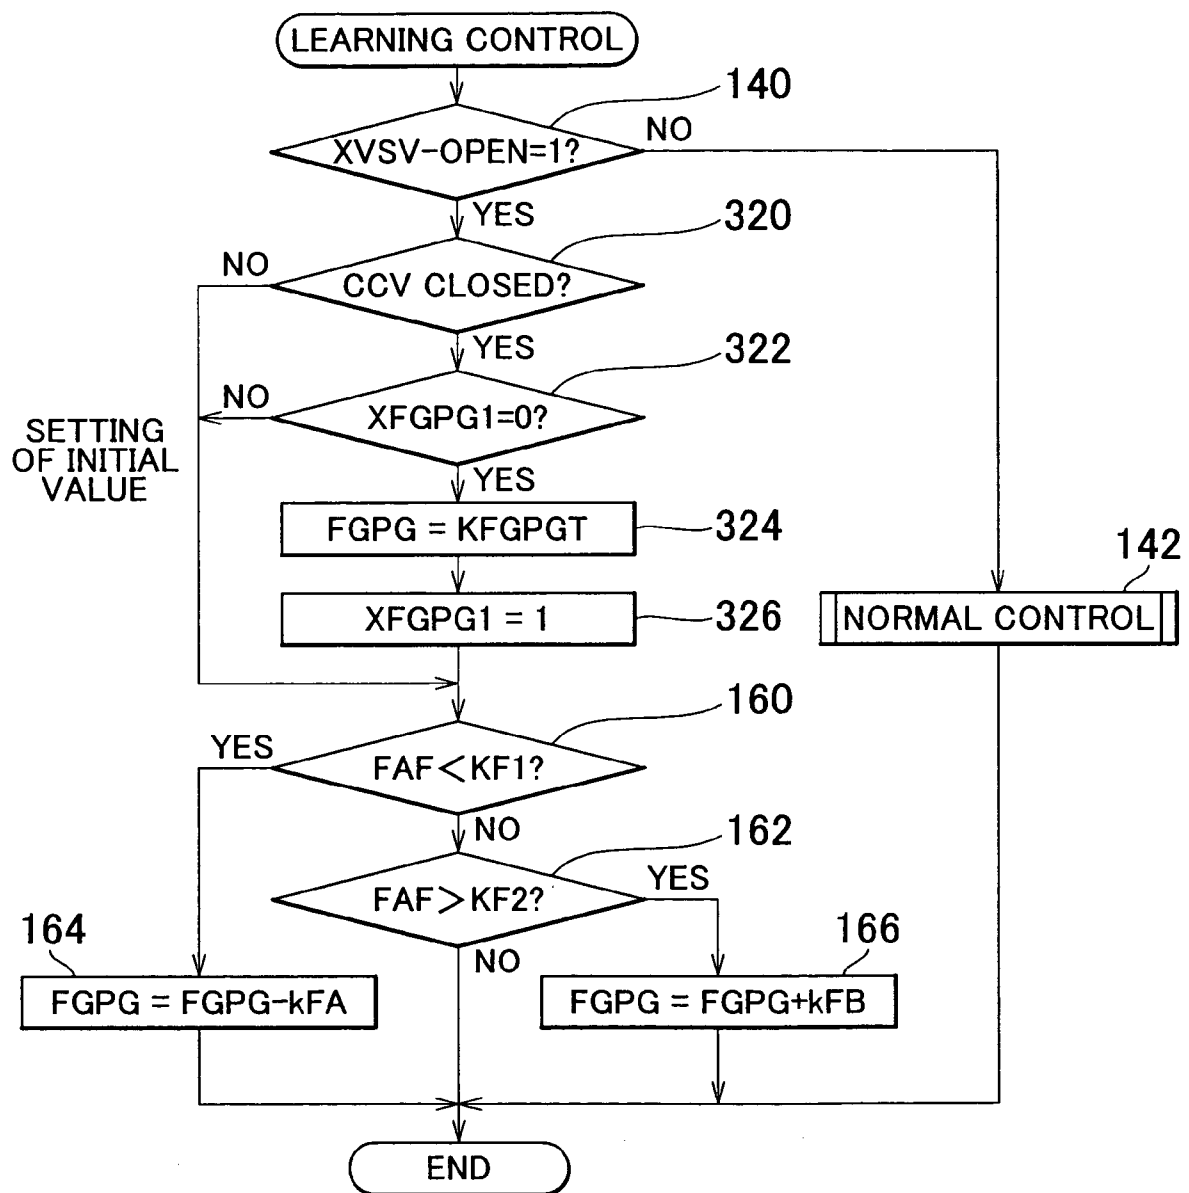 LEARNING CONTROL
140
XVSV-OPEN=1?
NO
YES
320
NO
CCV CLOSED?
YES
322
NO
XFGPG1=0?
SETTING
OF INITIAL
VALUE
YES
FGPG = KFGPGT
324
142
XFGPG1 = 1
326
NORMAL CONTROL
160
YES
FAF<KF1?
NO
162
FAF>KF2?
YES
164
NO
166
FGPG = FGPG-kFA
FGPG = FGPG+kFB
END